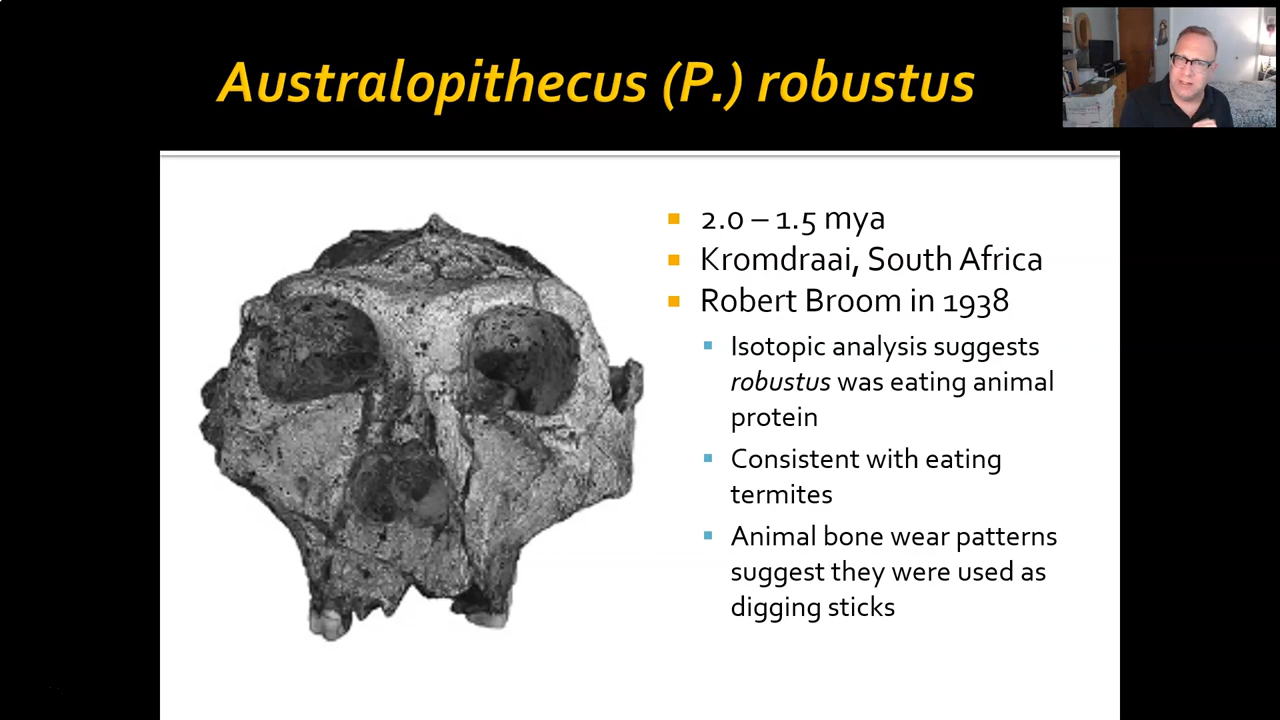 Australopithecus (P.) robustus
2.0 – 1.5 mya
Kromdraai, South Africa
Robert Broom in 1938
Isotopic analysis suggests
robustus was eating animal
protein
Consistent with eating
termites
Animal bone wear patterns
suggest they were used as
digging sticks